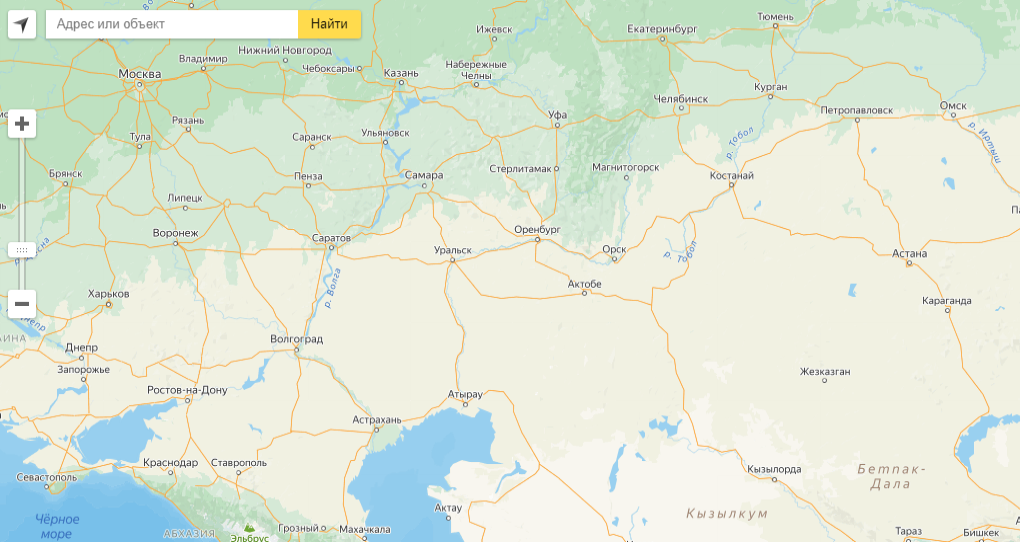 Адрес или объект
Найти
Тюмень
Ижевск
Екатеринбург
Нижний Новгород
Владимир
Чебоксары
Казань
Набережные
Челны
Москва
Курган
Челябинск
Петропавловск
Омск
Рязань
Ульяновск
Уфа
Тула
Саранск
р. Тобол
р. Иртыш
Брянск
Пенза
Самара
Стерлитамак
Магнитогорск
Костанай
Липецк
Воронеж
Саратов
Оренбург
Уральск
Орск
р. Тобол
Астана
р. Волга
Актобе
Харьков
Караганда
Днепр
Волгоград
Днепр
Запорожье
Жезказган
Ростов-на-Дону
Атырау
Астрахань
Краснодар
Ставрополь
Кызылорда
Бетпак-
Дала
Севастополь
Актау
Кызылкум
Чёрное
море
АБХАЗИЯ
Эльбрус
Грозный
Махачкала
Тараз
Бишкек